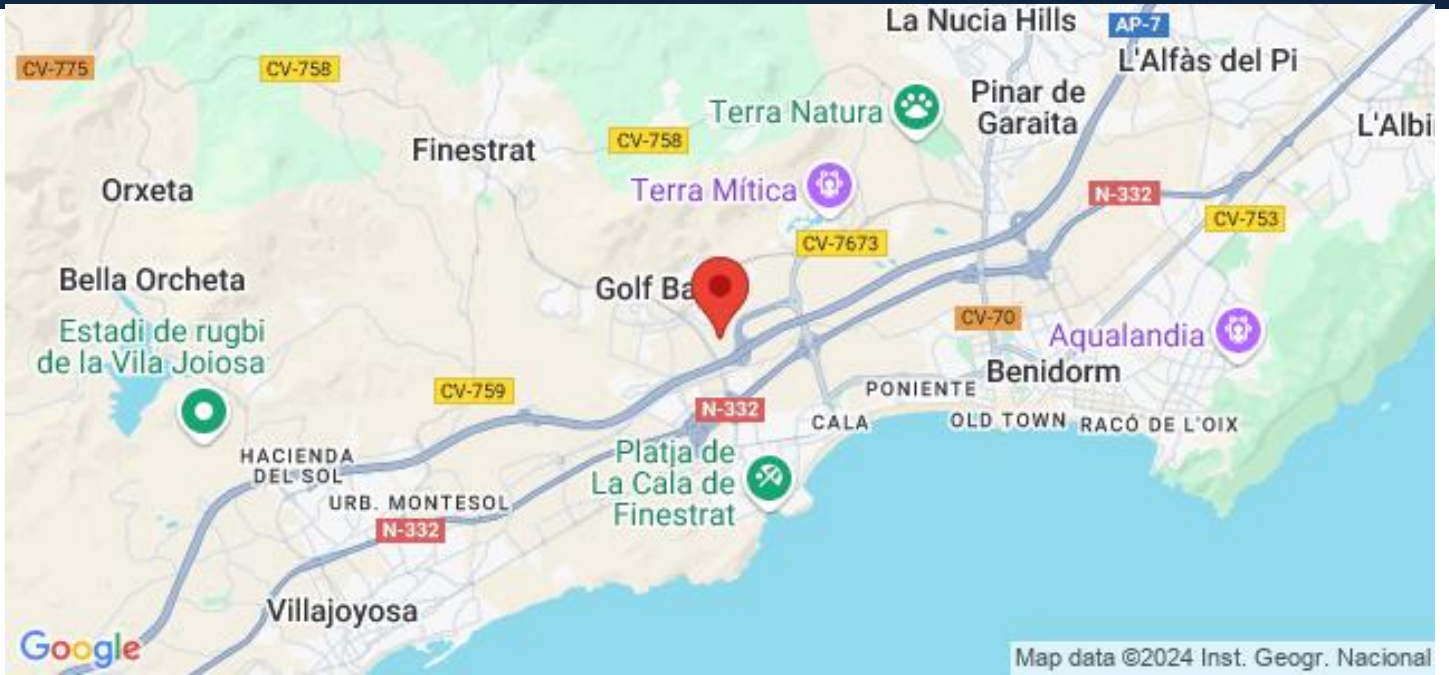 La Nucia Hills
AP-7
CV-775
CV-758
L'Alfàs del Pi
Terra Natura
Pinar de
Garaita
L'Albi
Finestrat
CV-758
Orxeta
Terra Mítica
N-332
CV-753
CV-7673
Bella Orcheta
Golf Ba
Estadi de rugbi
de la Vila Joiosa
CV-70
Aqualandia
CV-759
PONIENTE
Benidorm
N-332
CALA
OLD TOWN
RACÓ DE L'OIX
HACIENDA
DEL SOL
Platja de
La Cala de
Finestrat
URB. MONTESOL
N-332
Villajoyosa
Google
Map data ©2024 Inst. Geogr. Nacional